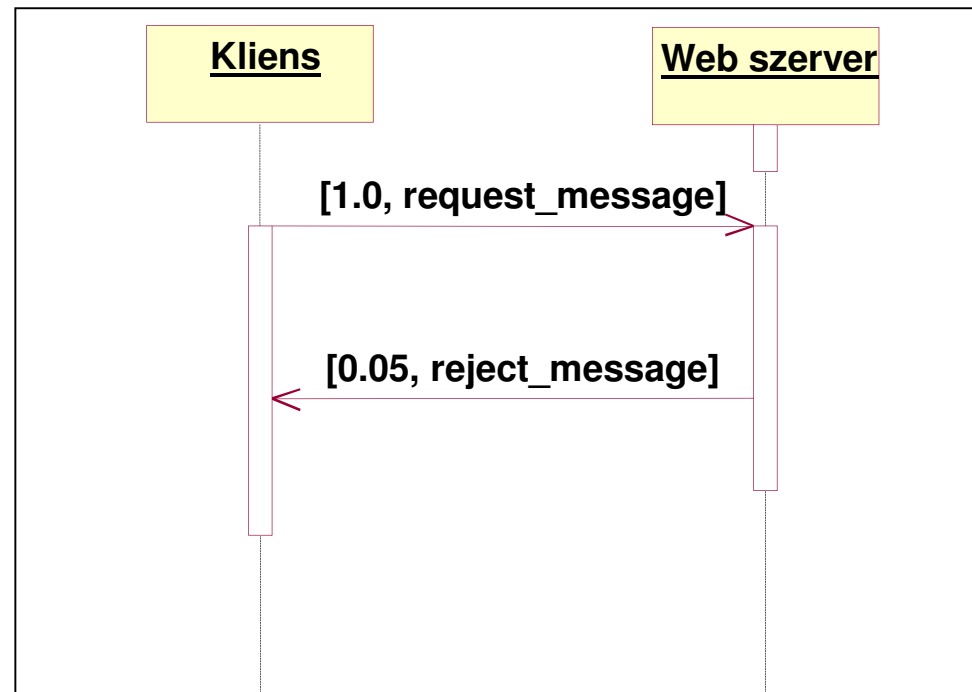 Kliens
Web szerver
[1.0, request_message]
[0.05, reject_message]